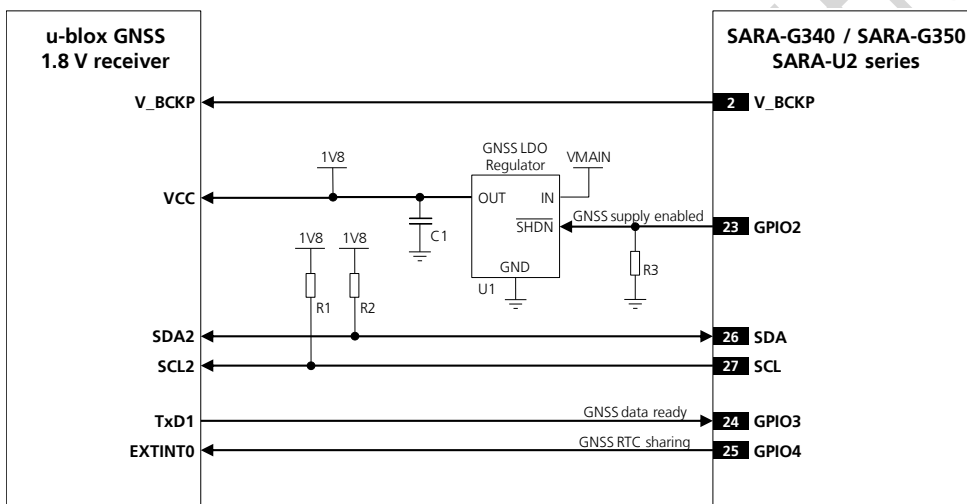 u-blox GNSS
1.8 V receiver
SARA-G340 / SARA-G350
SARA-U2 series
V_BCKP
2 V_BCKP
GNSS LDO
Regulator
VMAIN
1V8
VCC
OUT
IN
GNSS supply enabled
SHDN
23 GPIO2
C1
1V8
1V8
GND
R3
U1
R1
R2
SDA2
26 SDA
SCL2
27 SCL
TxD1
GNSS data ready
24 GPIO3
EXTINT0
GNSS RTC sharing
25 GPIO4